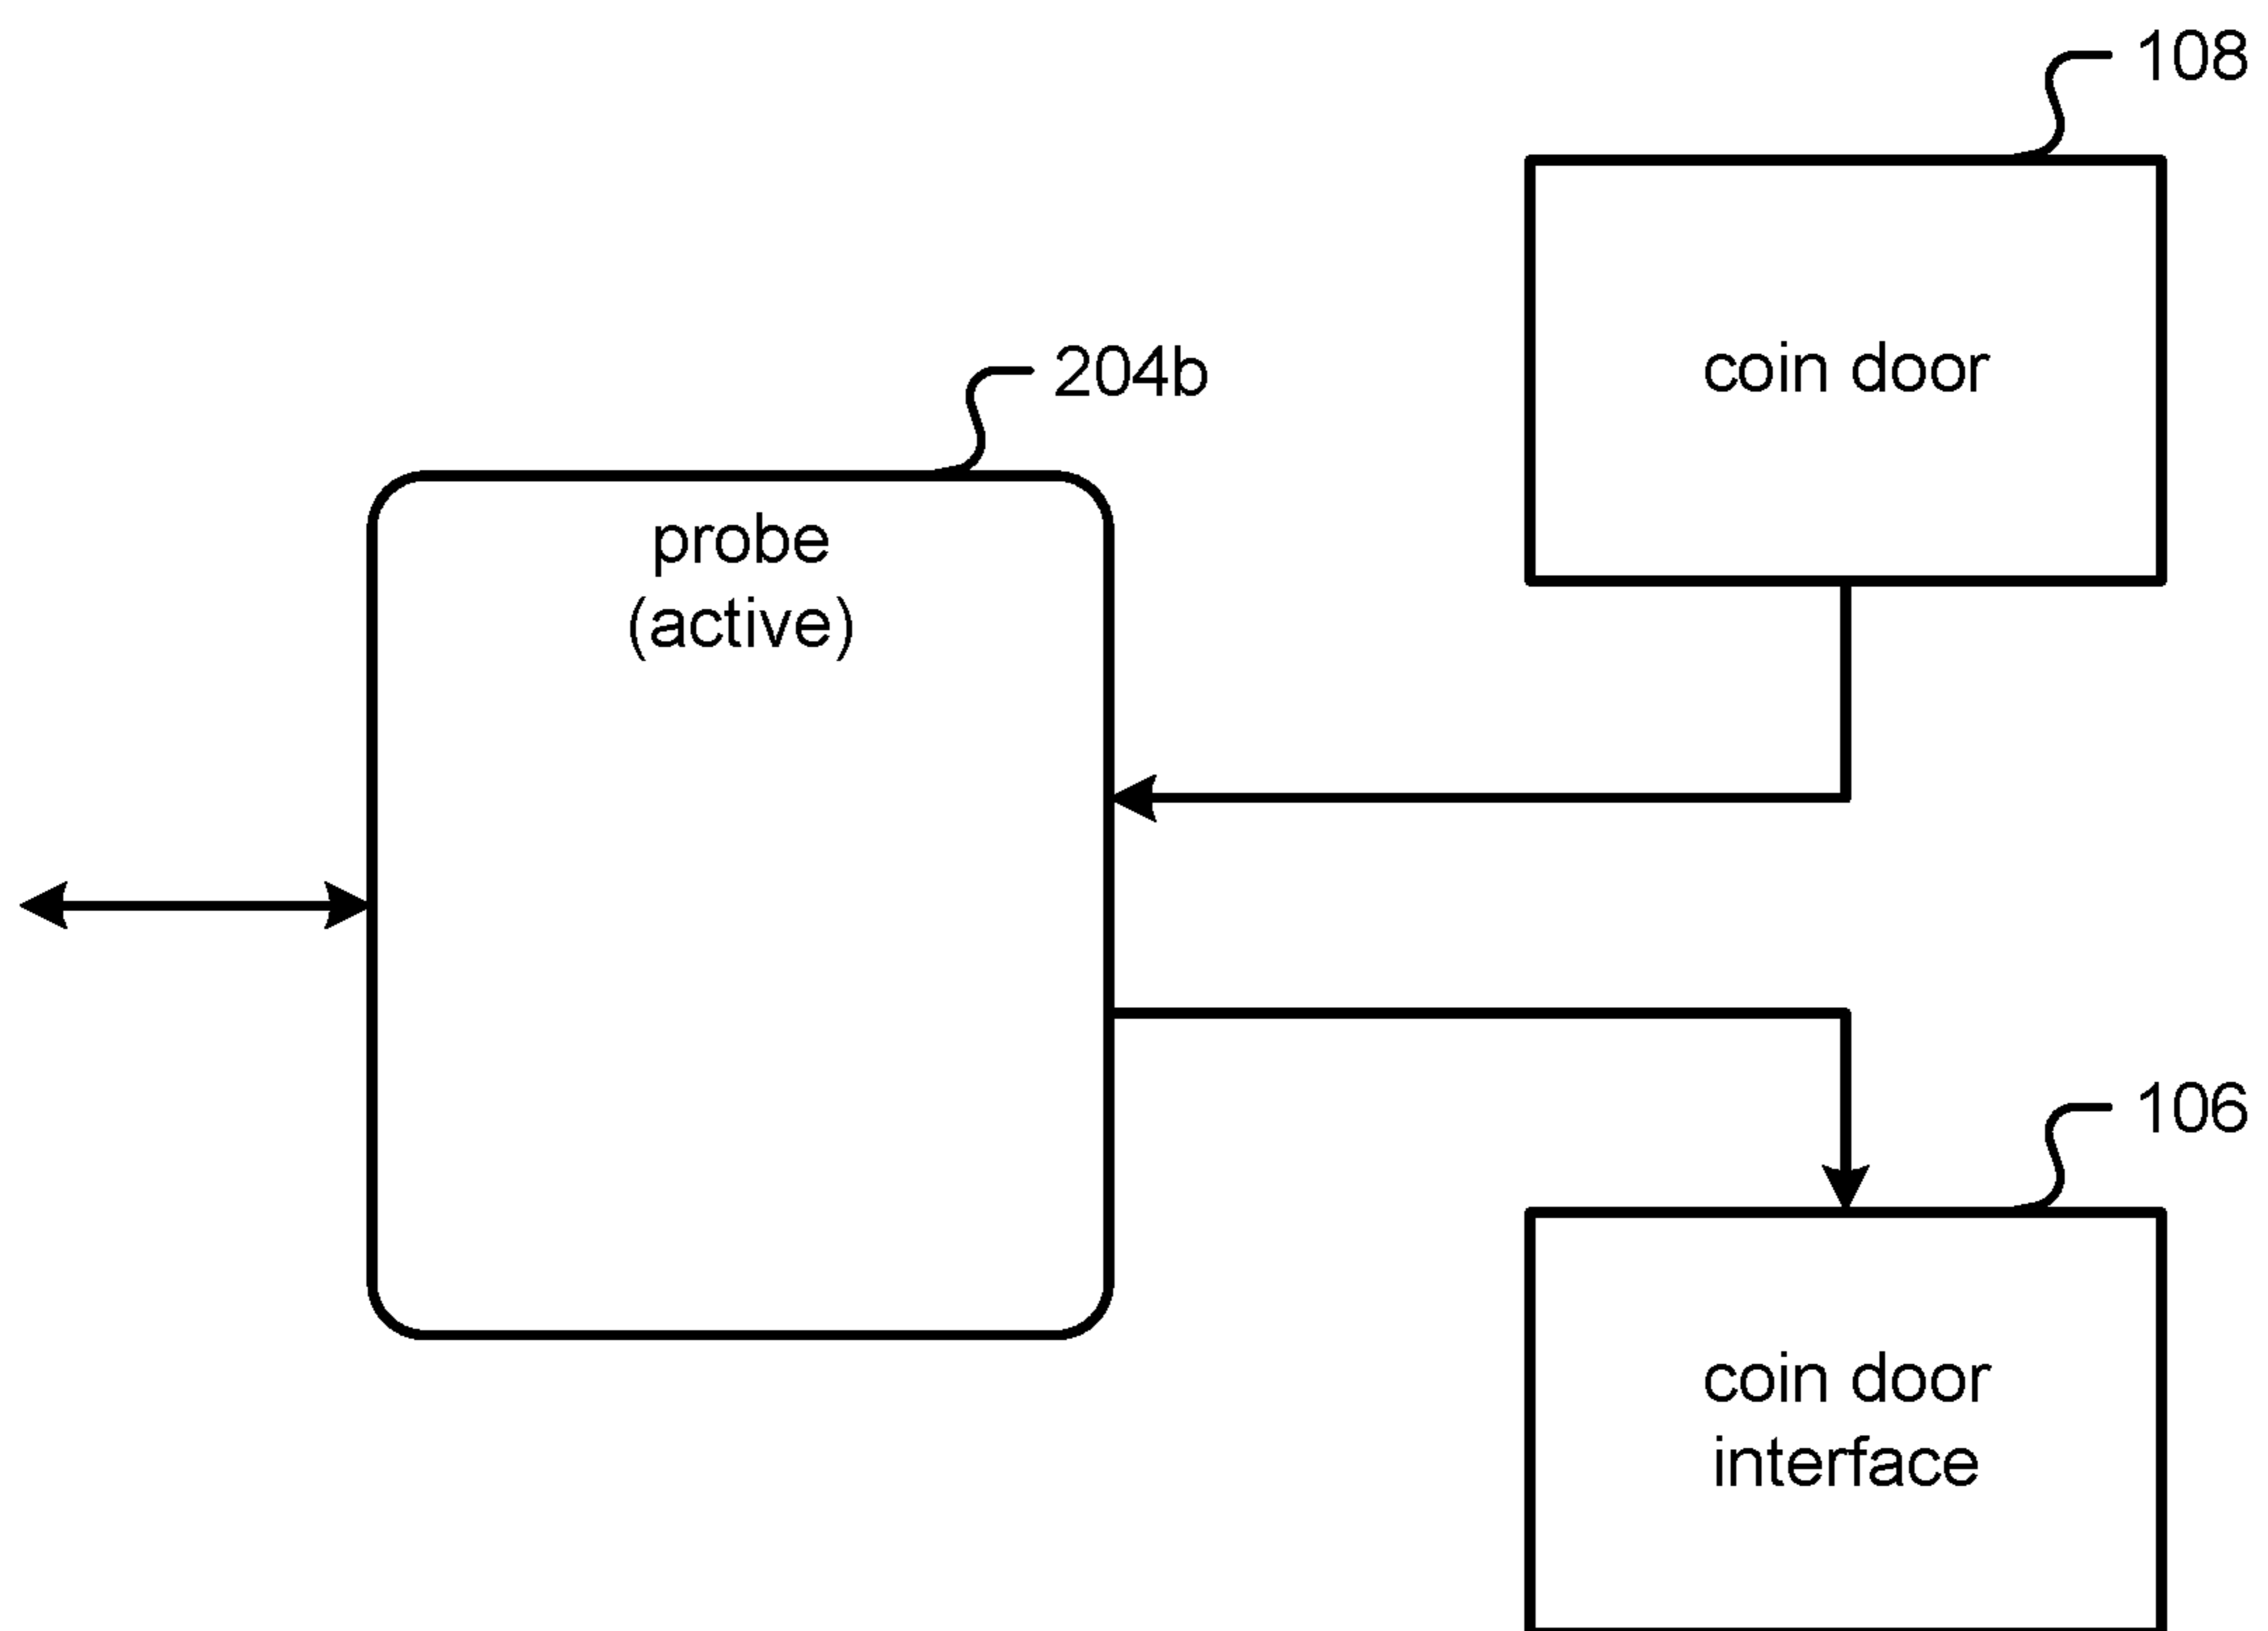 108
coin door
204b
probe
(active)
106
coin door
interface